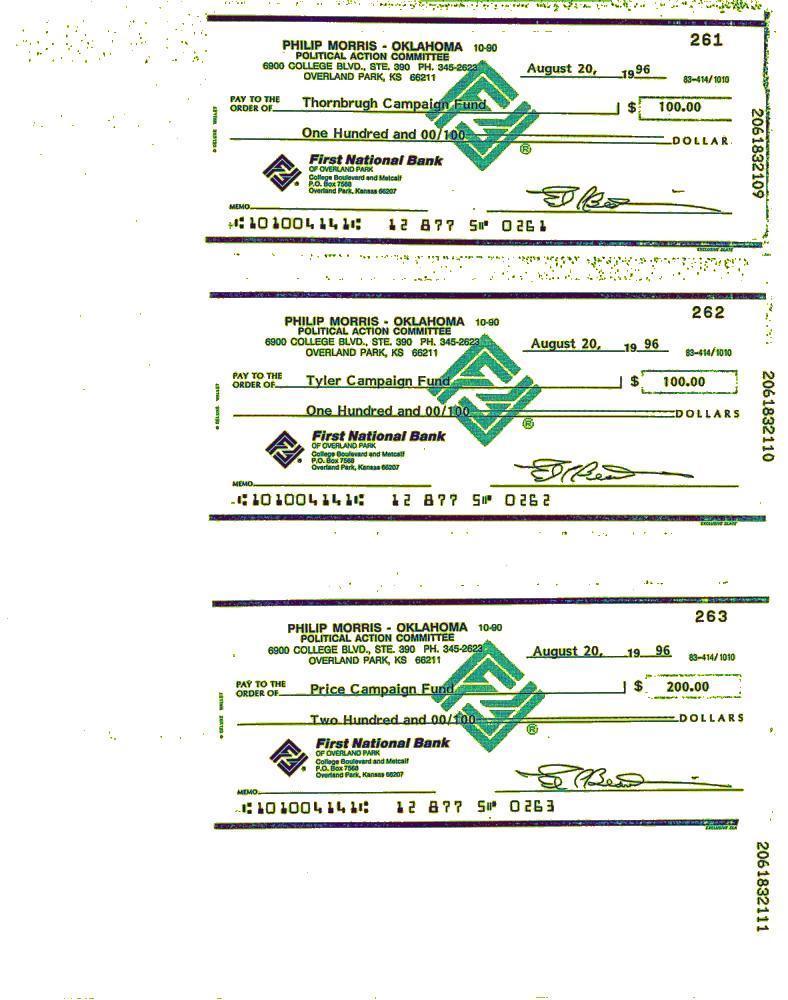 261
PHILIP MORRIS - OKLAHOMA 10-90
POLITICAL ACTION COMMITTEE
6900 COLLEGE BLVD., STE. 390 PH. 345-2623
OVERLAND PARK, KS 66211
August 20, 19 96
83-414/1010
PAY TO THE
ORDER OF Thornbrugh Campaign Fund $ 100.00
One Hundred and 00/100 DOLLAR
First National Bank
OF OVERLAND PARK
College Boulevard and Metcalf
P.O. Box 7568
Overland Park, Kansas 66207
MEMO
⑆101004141⑆ 12 877 5⑈ 0261
2061832109
262
PHILIP MORRIS - OKLAHOMA 10-90
POLITICAL ACTION COMMITTEE
6900 COLLEGE BLVD., STE. 390 PH. 345-2623
OVERLAND PARK, KS 66211
August 20, 19 96
83-414/1010
PAY TO THE
ORDER OF Tyler Campaign Fund $ 100.00
One Hundred and 00/100 DOLLARS
First National Bank
OF OVERLAND PARK
College Boulevard and Metcalf
P.O. Box 7568
Overland Park, Kansas 66207
MEMO
⑆101004141⑆ 12 877 5⑈ 0262
2061832110
263
PHILIP MORRIS - OKLAHOMA 10-90
POLITICAL ACTION COMMITTEE
6900 COLLEGE BLVD., STE. 390 PH. 345-2623
OVERLAND PARK, KS 66211
August 20, 19 96
83-414/1010
PAY TO THE
ORDER OF Price Campaign Fund $ 200.00
Two Hundred and 00/100 DOLLARS
First National Bank
OF OVERLAND PARK
College Boulevard and Metcalf
P.O. Box 7568
Overland Park, Kansas 66207
MEMO
⑆101004141⑆ 12 877 5⑈ 0263
2061832111